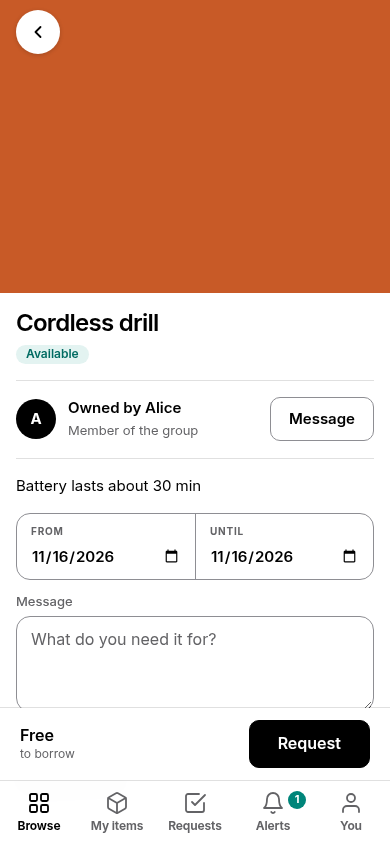 Cordless drill
Available
A
Owned by Alice
Member of the group
Message
Battery lasts about 30 min
FROM
11/16/2026
UNTIL
11/16/2026
Message
What do you need it for?
Free
to borrow
Request
1
Browse
My items
Requests
Alerts
You